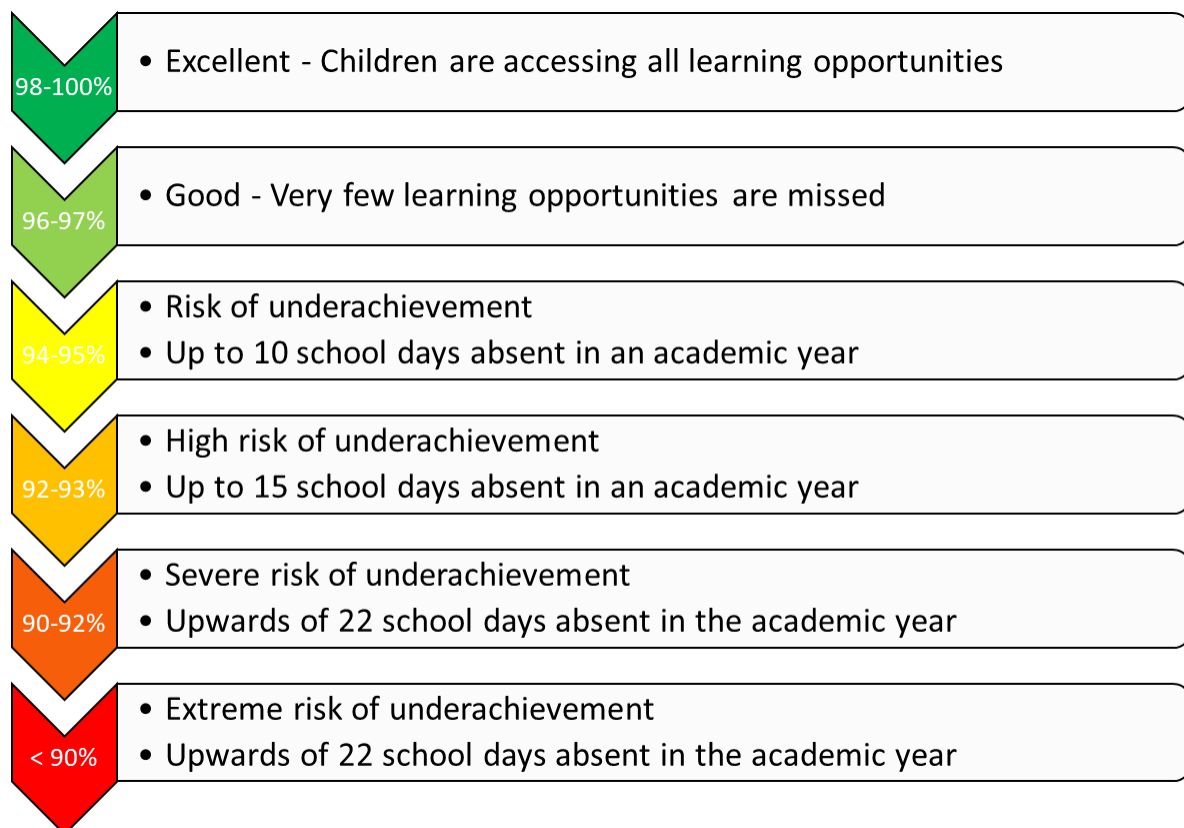 98-100%
• Excellent - Children are accessing all learning opportunities
96-97%
• Good - Very few learning opportunities are missed
94-95%
• Risk of underachievement
• Up to 10 school days absent in an academic year
92-93%
• High risk of underachievement
• Up to 15 school days absent in an academic year
90-92%
• Severe risk of underachievement
• Upwards of 22 school days absent in the academic year
< 90%
• Extreme risk of underachievement
• Upwards of 22 school days absent in the academic year